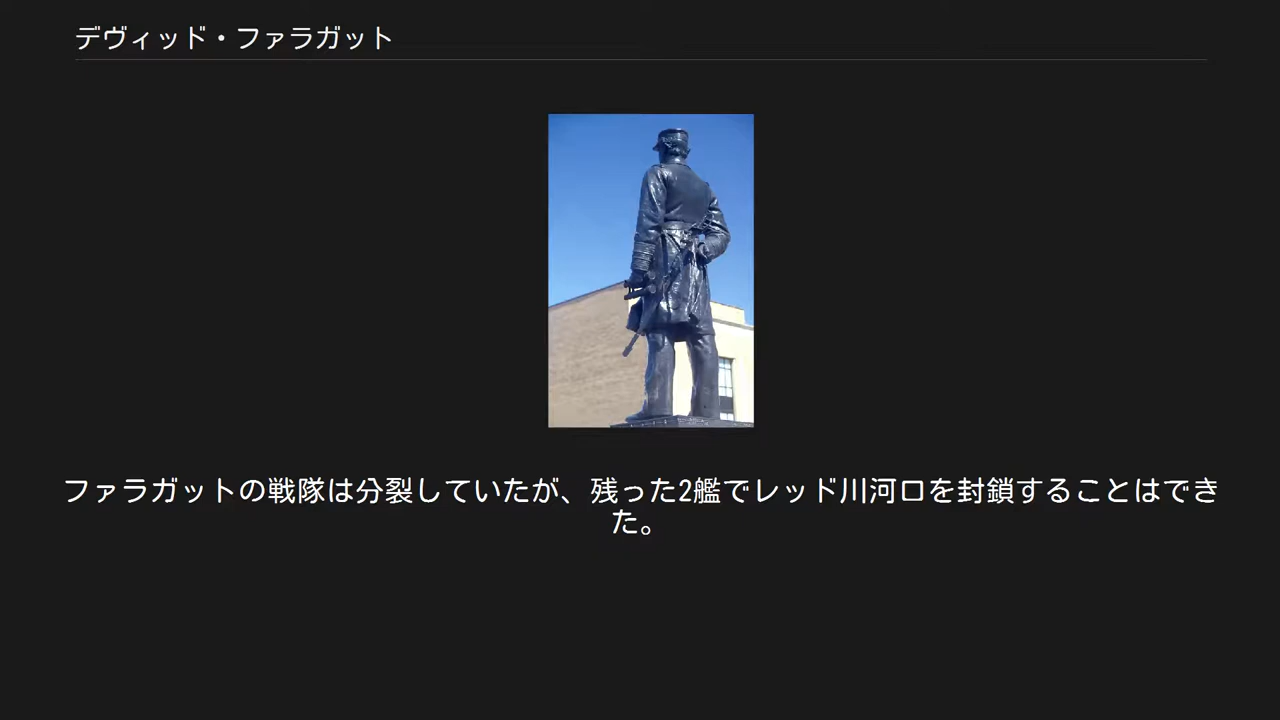 デヴィッド・ファラガット
ファラガットの戦隊は分裂していたが、残った2艦でレッド川河口を封鎖することはでき
た。